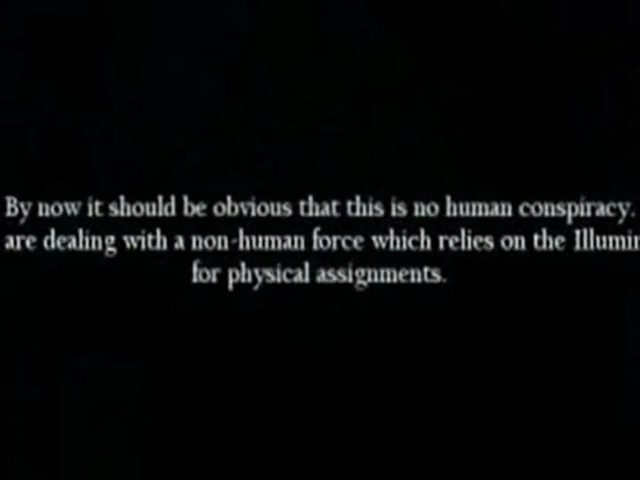 By now it should be obvious that this is no human conspiracy.
are dealing with a non-human force which relies on the Illumin
for physical assignments.